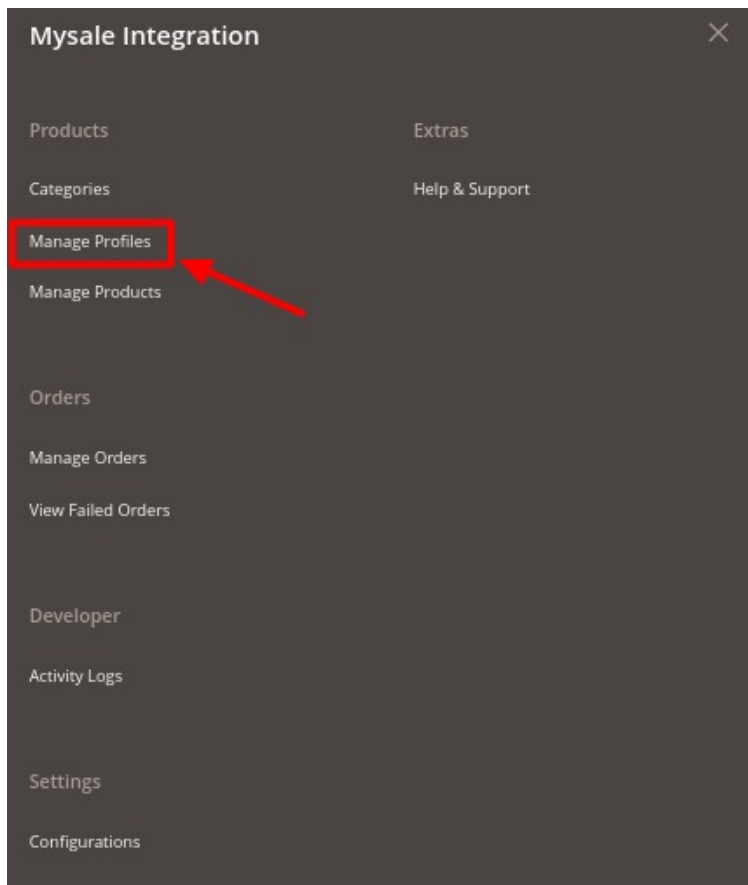 Mysale Integration
Products
Categories
Manage Profiles
Manage Products
Orders
Manage Orders
View Failed Orders
Developer
Activity Logs
Settings
Configurations
Extras
Help & Support